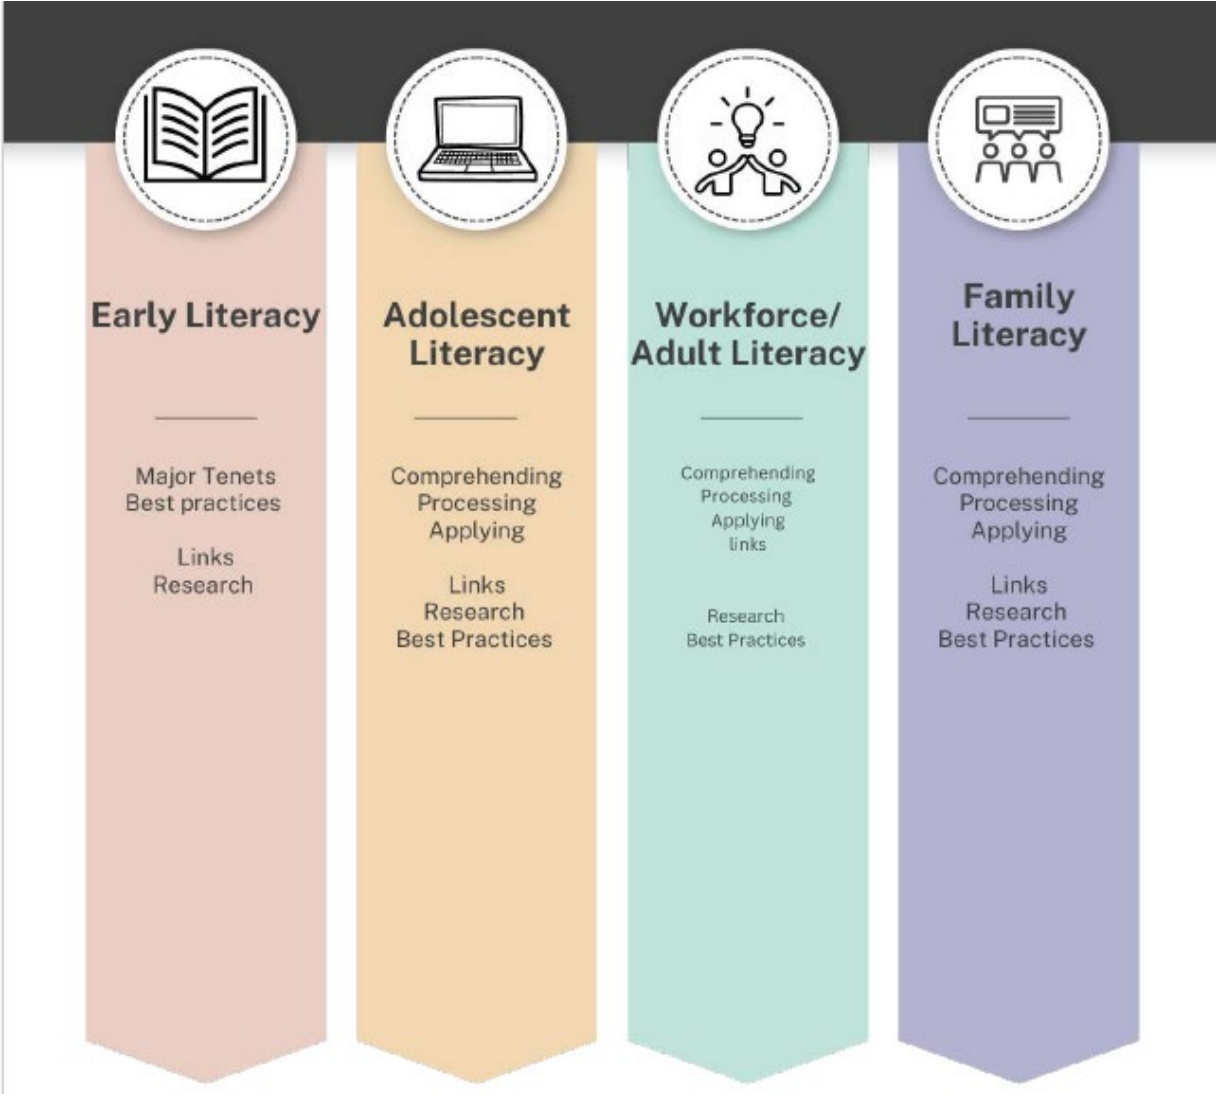 Early Literacy
Major Tenets
Best practices
Links
Research
Adolescent
Literacy
Comprehending
Processing
Applying
Links
Research
Best Practices
Workforce/
Adult Literacy
Comprehending
Processing
Applying
links
Research
Best Practices
Family
Literacy
Comprehending
Processing
Applying
Links
Research
Best Practices